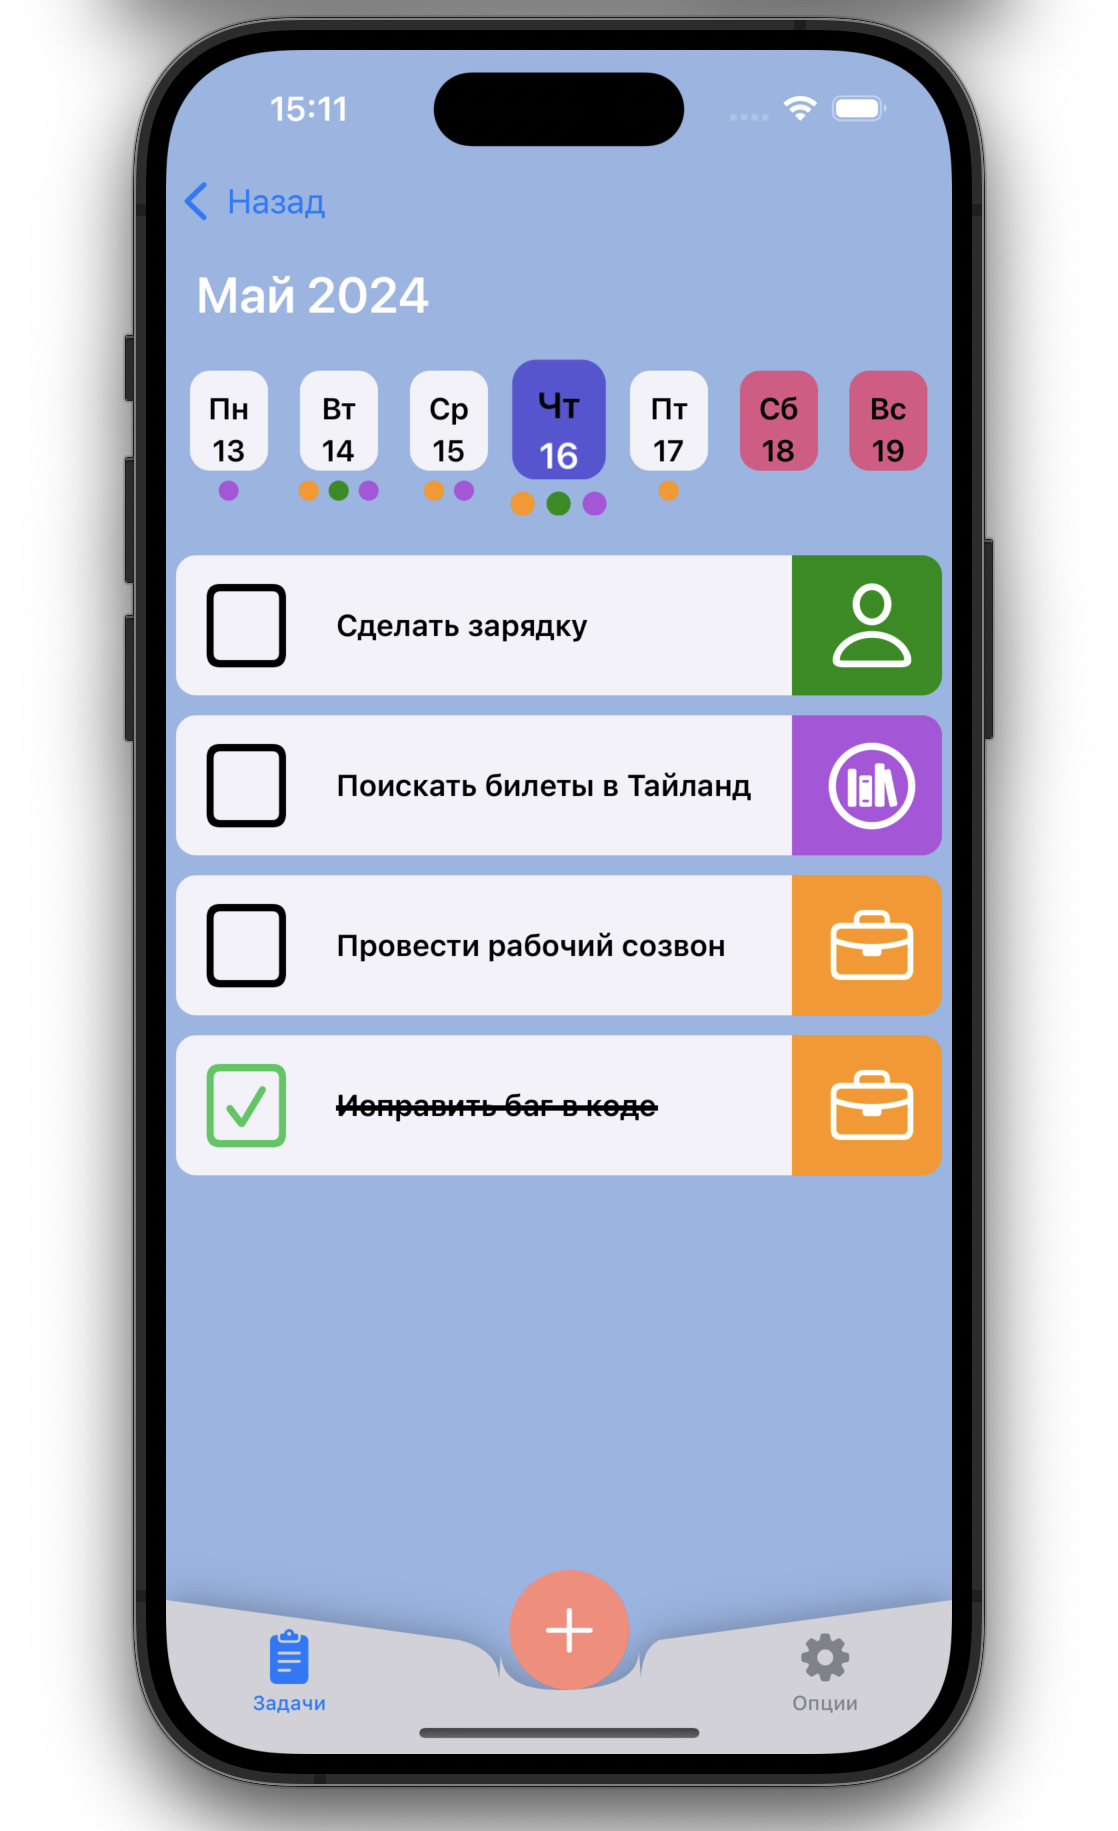 15:11
Назад
Май 2024
Пн Вт Ср Чт Пт Сб Вс
13 14 15 16 17 18 19
Сделать зарядку
Поискать билеты в Тайланд
Провести рабочий созвон
Исправить баг в коде
Задачи Опции